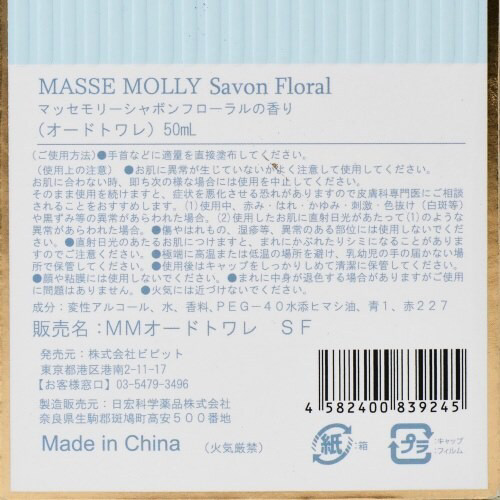 MASSE MOLLY Savon Floral
マッセモリーシャボンフローラルの香り
(オードトワレ) 50mL
(ご使用方法)●手首などに適量を直接塗布してください。
(使用上の注意) ●お肌に異常が生じていないかよく注意して使用してください。
お肌に合わない時、即ち次の様な場合には使用を中止してください。
そのまま使用を続けますと、症状を悪化させる恐れがありますので皮膚科専門医にご相談
されることをおすすめします。(1)使用中、赤み・はれ・かゆみ・刺激・色抜け(白斑等)
や黒ずみ等の異常があらわれた場合。(2)使用したお肌に直射日光があたって(1)のような
異常があらわれた場合。●傷やはれもの、湿疹等、異常のある部位には使用しないでくだ
さい。●直射日光のあたるお肌につけますと、まれにかぶれたりシミになることがありま
すのでご注意ください。●極端に高温または低温の場所を避け、乳幼児の手の届かない場
所で保管してください。●使用後はキャップをしっかりしめて清潔に保管してください。
●顔や粘膜には使用しないでください。●まれに中身が退色する場合がありますがご使用
に問題はありません。●火気には近づけないでください。
成分:変性アルコール、水、香料、PEG-40水添ヒマシ油、青1、赤227
販売名:MMオードトワレ SF
発売元:株式会社ビビット
東京都港区港南2-11-17
【お客様窓口】03-5479-3496
製造販売元:日宏科学薬品株式会社
奈良県生駒郡斑鳩町高安500番地
Made in China (火気厳禁)
4 582400 839245
紙 :箱
プラ :キャップ
:フィルム